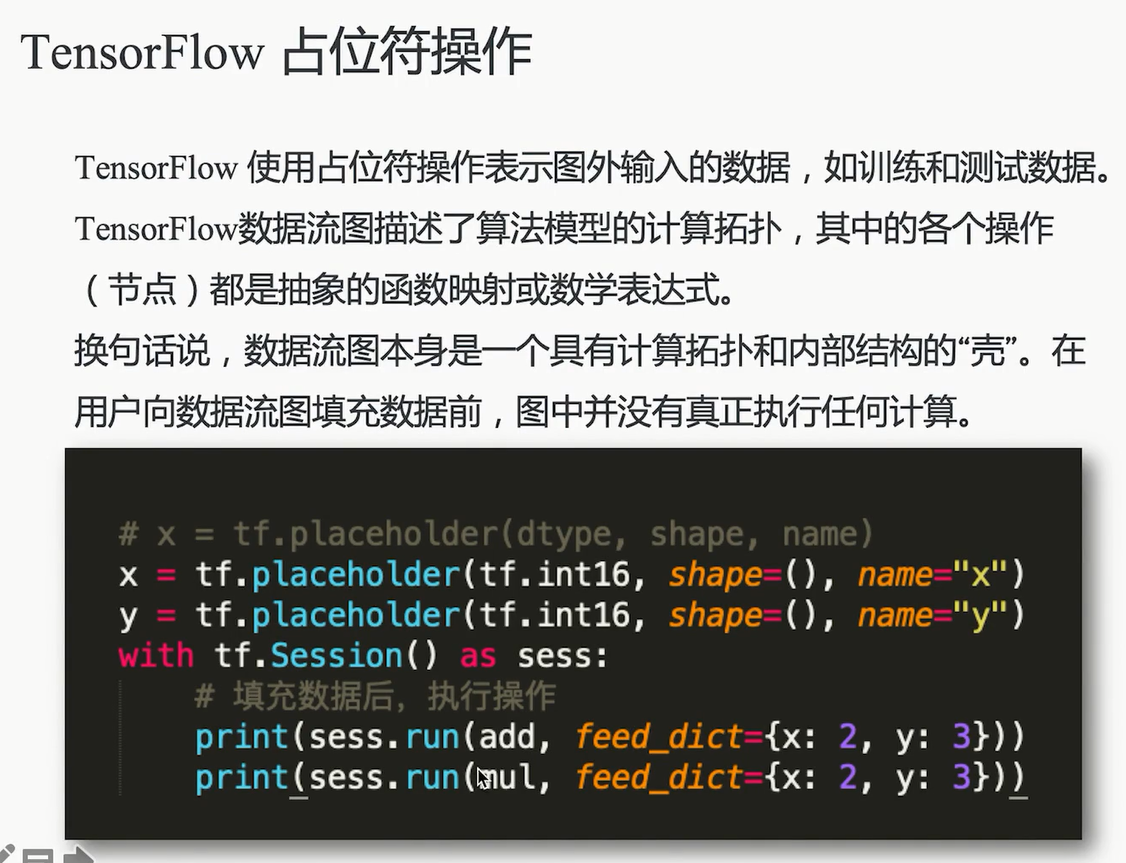 TensorFlow 占位符操作
TensorFlow 使用占位符操作表示图外输入的数据，如训练和测试数据。
TensorFlow数据流图描述了算法模型的计算拓扑，其中的各个操作
（节点）都是抽象的函数映射或数学表达式。
换句话说，数据流图本身是一个具有计算拓扑和内部结构的“壳”。在
用户向数据流图填充数据前，图中并没有真正执行任何计算。
# x = tf.placeholder(dtype, shape, name)
x = tf.placeholder(tf.int16, shape=(), name="x")
y = tf.placeholder(tf.int16, shape=(), name="y")
with tf.Session() as sess:
    # 填充数据后，执行操作
    print(sess.run(add, feed_dict={x: 2, y: 3}))
    print(sess.run(mul, feed_dict={x: 2, y: 3}))